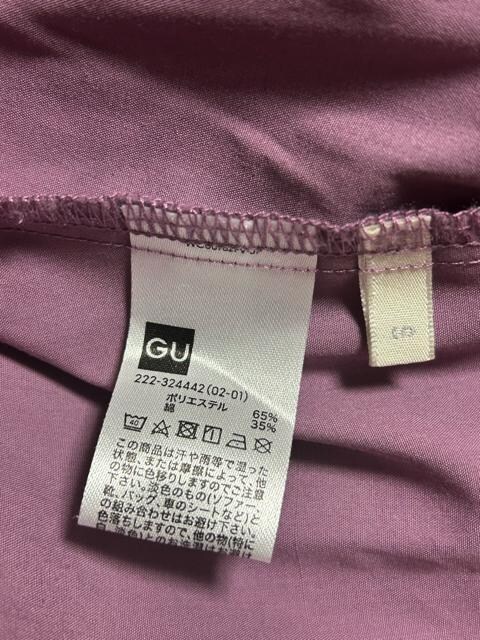 GU
222-324442(02-01)
ポリエステル 65%
綿 35%
40
この商品は汗や雨等で湿った
状態、または摩擦によって、他
の物に色移りしますのでご注意
下さい。淡色のもの(ソファー、
靴、バッグ、車のシートなど)と
の組み合わせはお避け下さい。
色落ちしますので、他の物(特に
S